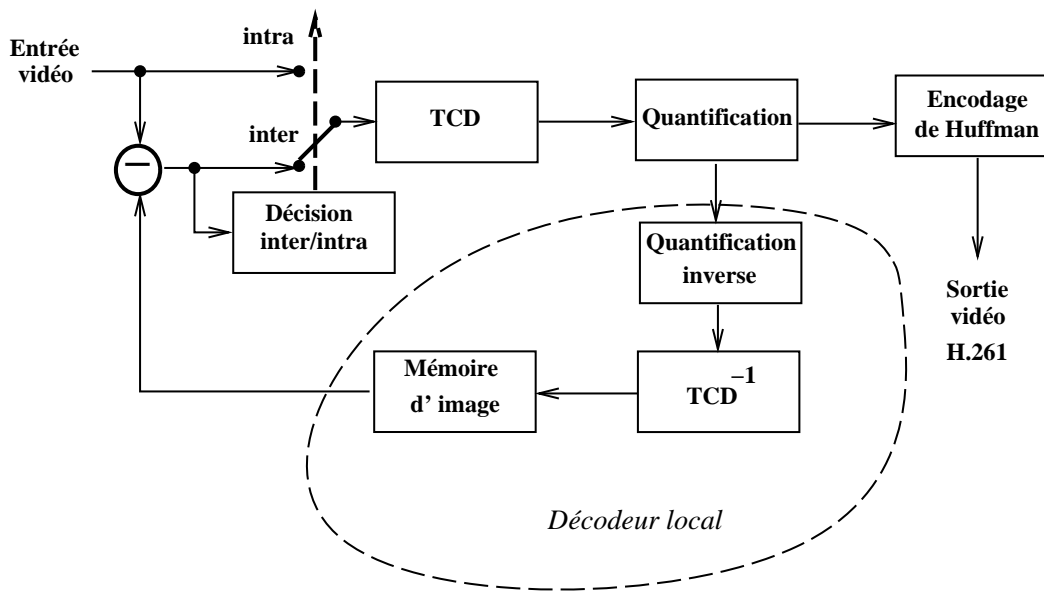 intra
Entrée
vidéo
TCD
Quantification
Encodage
de Huffman
inter
−
Décision
inter/intra
Quantification
inverse
Sortie
vidéo
H.261
Mémoire
d' image
TCD−1
Décodeur local